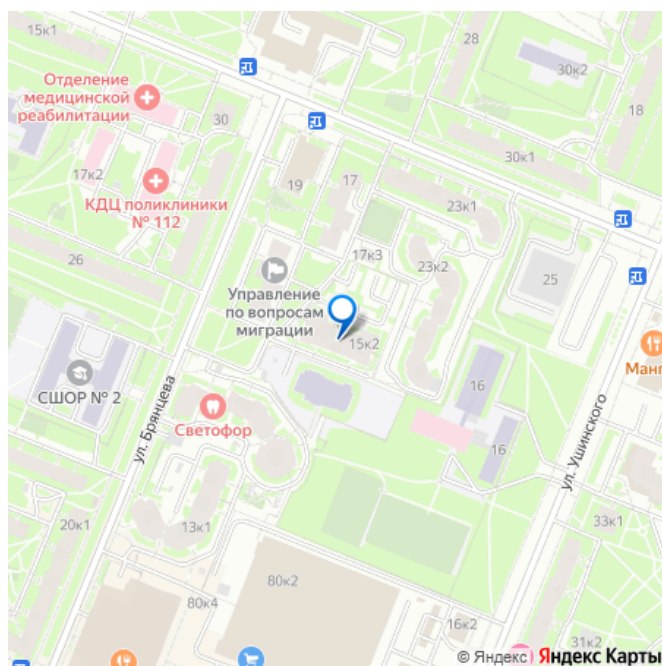 15к1
28
30к2
Отделение
медицинской
реабилитации
30
18
17к2
30к1
КДЦ поликлиники
№ 112
19
17
23к1
26
17к3
23к2
25
Управление
по вопросам
миграции
15к2
Манг
СШОР № 2
16
ул. Брянцева
Светофор
16
ул. Ушинского
20к1
13к1
33к1
80к2
80к4
16к2
31к2
© Яндекс Яндекс Карты